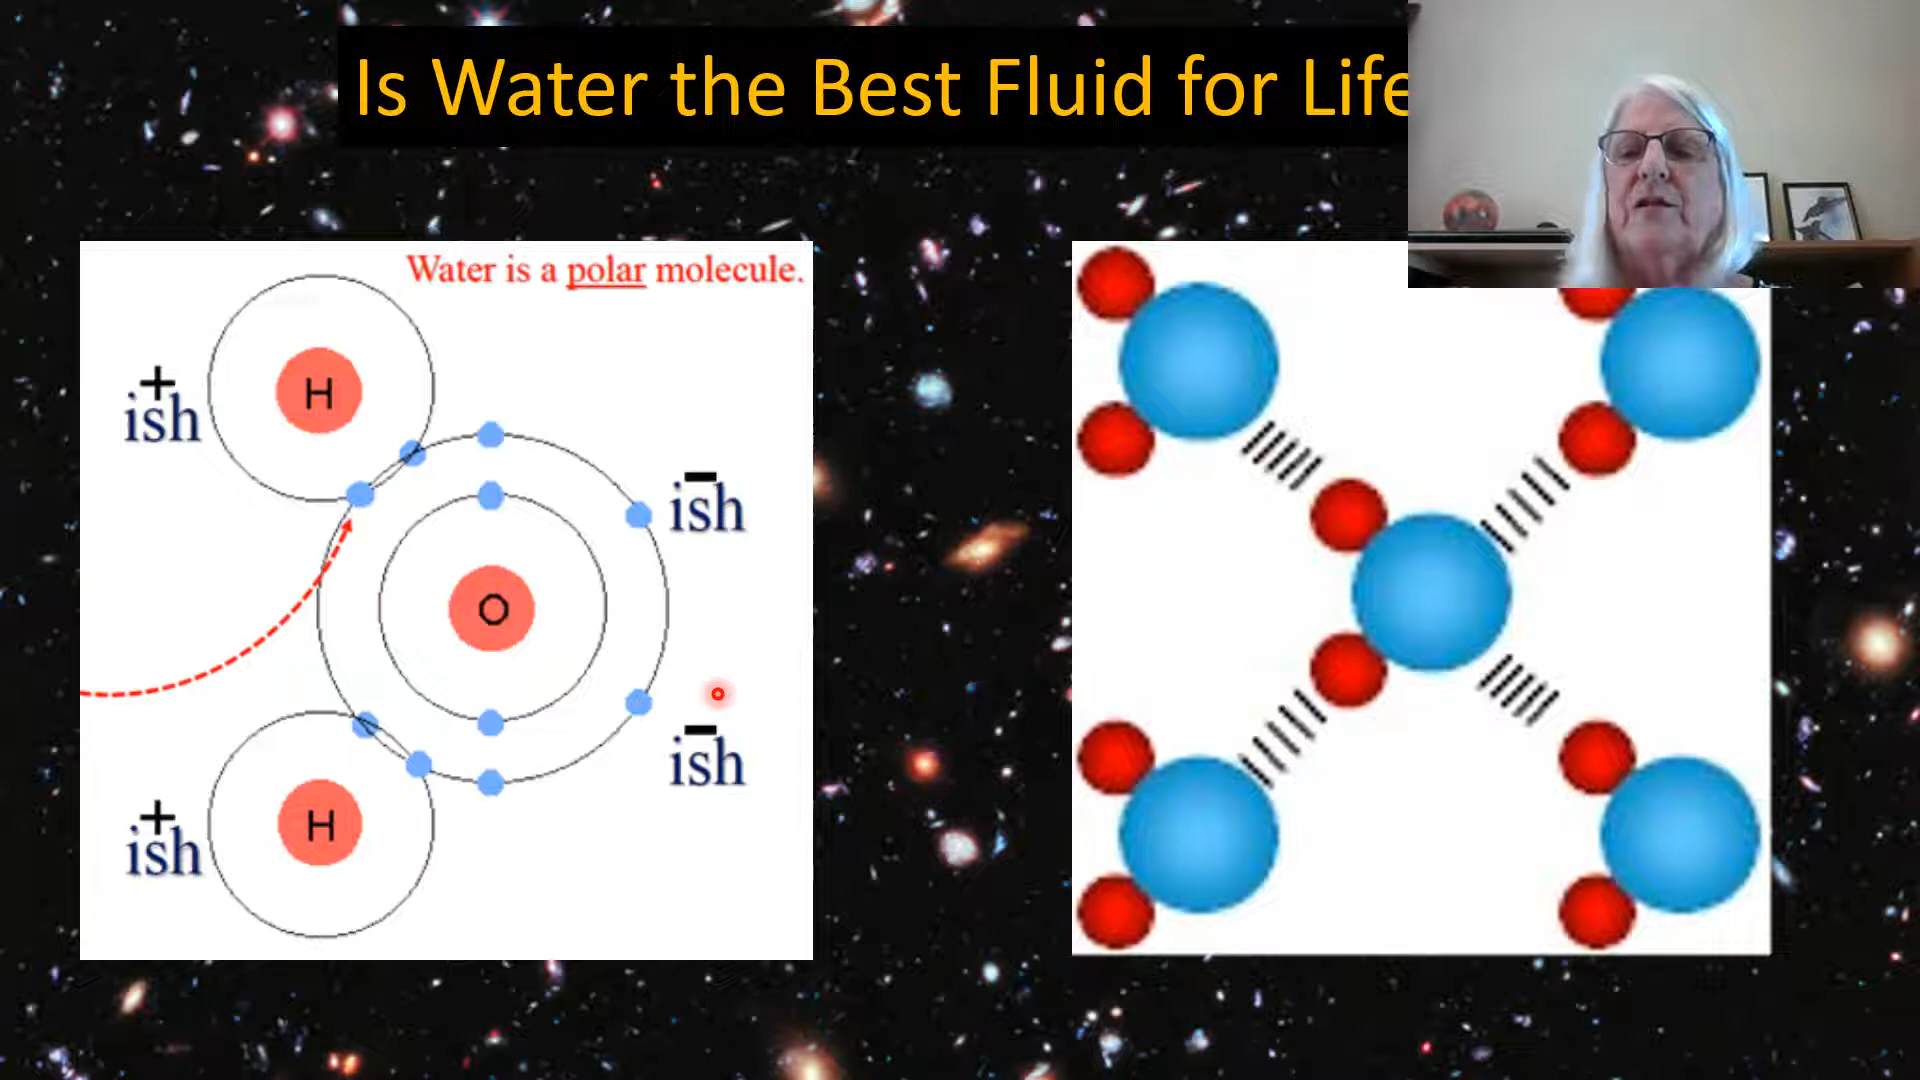 Is Water the Best Fluid for Life
Water is a polar molecule.
H
+
ish
-
ish
O
-
ish
H
+
ish